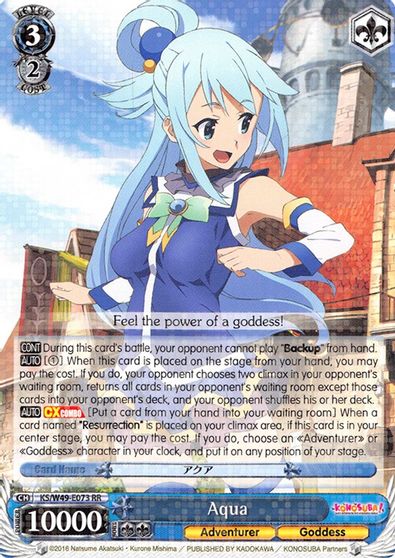 LEVEL
3
2
COST
Feel the power of a goddess!
CONT During this card's battle, your opponent cannot play "Backup" from hand.
AUTO [①] When this card is placed on the stage from your hand, you may
pay the cost. If you do, your opponent chooses two climax in your opponent's
waiting room, returns all cards in your opponent's waiting room except those
cards into your opponent's deck, and your opponent shuffles his or her deck.
AUTO CXCOMBO [Put a card from your hand into your waiting room] When a
card named "Resurrection" is placed on your climax area, if this card is in your
center stage, you may pay the cost. If you do, choose an «Adventurer» or
«Goddess» character in your clock, and put it on any position of your stage.
Card Name アクア
CH KS/W49-E073 RR
Aqua
KONOSUBA!
POWER 10000 SOUL
Adventurer Goddess
©2016 Natsume Akatsuki・Kurone Mishima / PUBLISHED BY KADOKAWA / KONOSUBA Partners